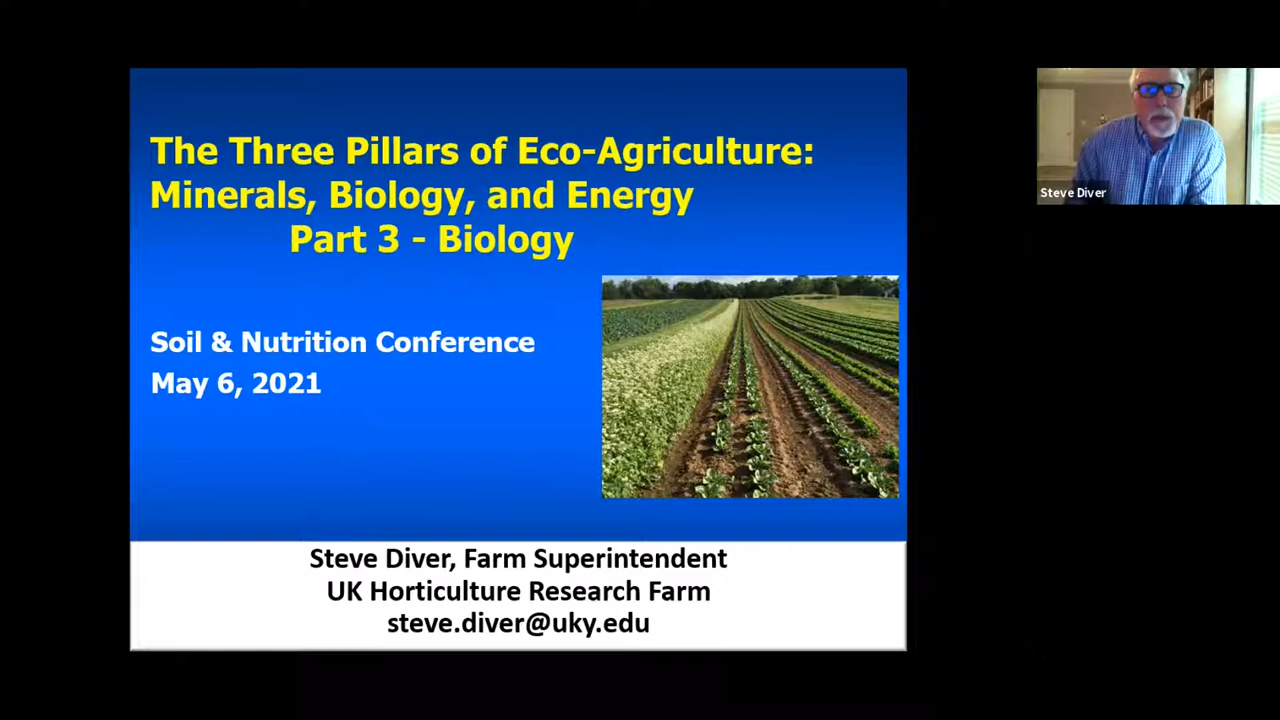 The Three Pillars of Eco-Agriculture:
Minerals, Biology, and Energy
Part 3 - Biology
Soil & Nutrition Conference
May 6, 2021
Steve Diver, Farm Superintendent
UK Horticulture Research Farm
steve.diver@uky.edu
Steve Diver